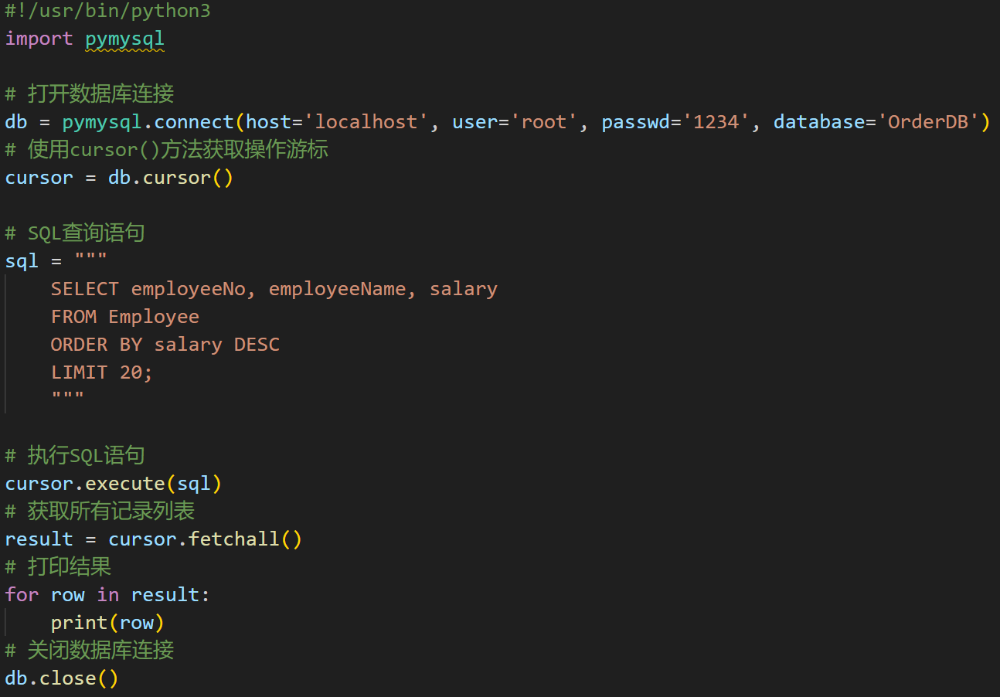 #!/usr/bin/python3
import pymysql
# 打开数据库连接
db = pymysql.connect(host='localhost', user='root', passwd='1234', database='OrderDB')
# 使用cursor()方法获取操作游标
cursor = db.cursor()
# SQL查询语句
sql = """
    SELECT employeeNo, employeeName, salary
    FROM Employee
    ORDER BY salary DESC
    LIMIT 20;
    """
# 执行SQL语句
cursor.execute(sql)
# 获取所有记录列表
result = cursor.fetchall()
# 打印结果
for row in result:
    print(row)
# 关闭数据库连接
db.close()